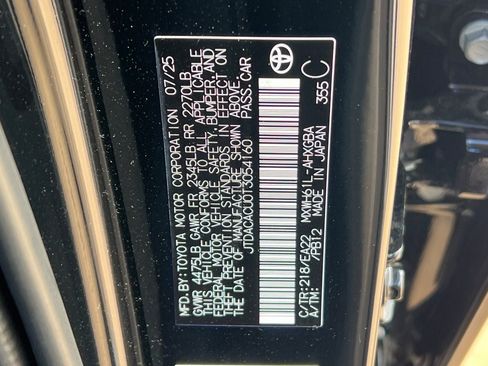 MFD.BY:TOYOTA MOTOR CORPORATION 07/25
GVWR 4475LB GAWR FR 2345LB RR 2270LB
THIS VEHICLE CONFORMS TO ALL APPLICABLE
FEDERAL MOTOR VEHICLE SAFETY, BUMPER, AND
THEFT PREVENTION STANDARDS IN EFFECT ON
THE DATE OF MANUFACTURE SHOWN ABOVE.
JTDACACU0T3054160 PASS.CAR
C/TR:218/EA22 MXWH61L-AHXGBA
A/TM: /PB12 MADE IN JAPAN
355 C